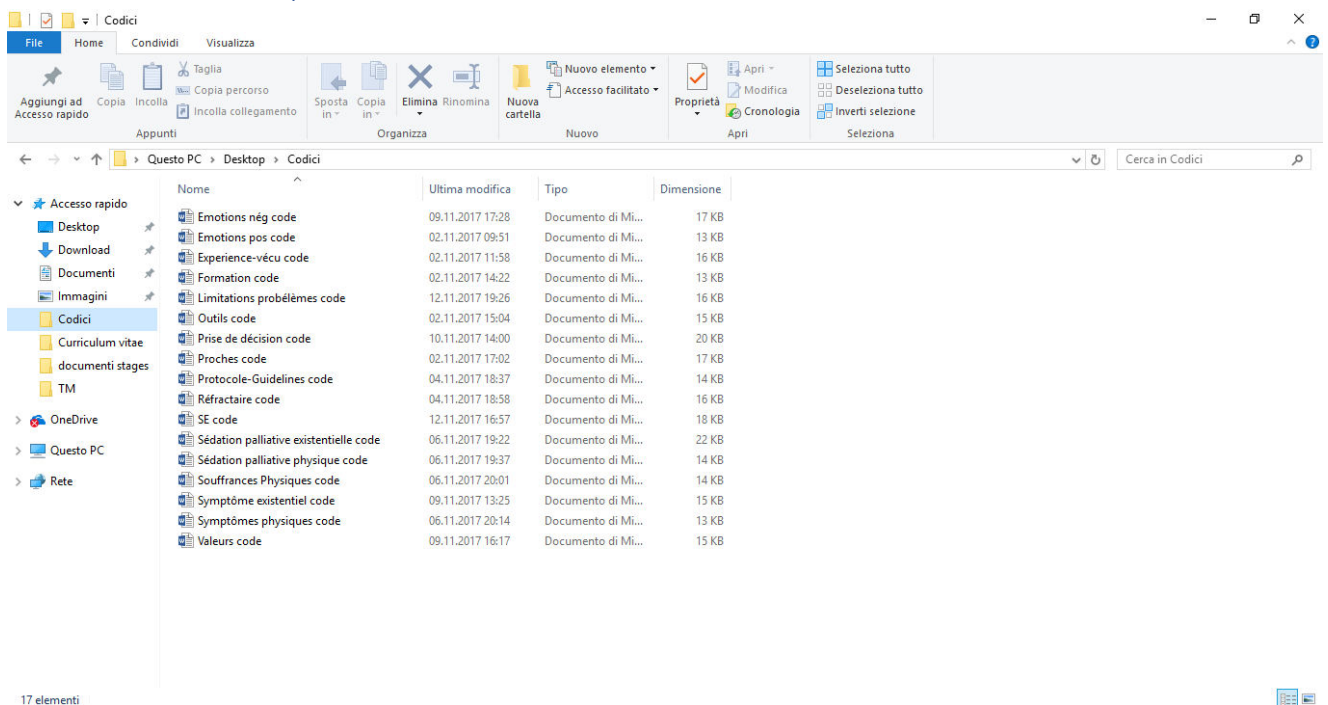 Codici
File Home Condividi Visualizza
Aggiungi ad Accesso rapido
Copia
Incolla
Taglia
Copia percorso
Incolla collegamento
Appunti
Sposta in
Copia in
Elimina
Rinomina
Organizza
Nuova cartella
Nuovo elemento
Accesso facilitato
Nuovo
Proprietà
Apri
Modifica
Cronologia
Apri
Seleziona tutto
Deseleziona tutto
Inverti selezione
Seleziona
Questo PC > Desktop > Codici
Cerca in Codici
Accesso rapido
Desktop
Download
Documenti
Immagini
Codici
Curriculum vitae
documenti stages
TM
OneDrive
Questo PC
Rete
Nome Ultima modifica Tipo Dimensione
Emotions nég code 09.11.2017 17:28 Documento di Mi... 17 KB
Emotions pos code 02.11.2017 09:51 Documento di Mi... 13 KB
Experience-vécu code 02.11.2017 11:58 Documento di Mi... 16 KB
Formation code 02.11.2017 14:22 Documento di Mi... 13 KB
Limitations probélèmes code 12.11.2017 19:26 Documento di Mi... 16 KB
Outils code 02.11.2017 15:04 Documento di Mi... 15 KB
Prise de décision code 10.11.2017 14:00 Documento di Mi... 20 KB
Proches code 02.11.2017 17:02 Documento di Mi... 17 KB
Protocole-Guidelines code 04.11.2017 18:37 Documento di Mi... 14 KB
Réfractaire code 04.11.2017 18:58 Documento di Mi... 16 KB
SE code 12.11.2017 16:57 Documento di Mi... 18 KB
Sédation palliative existentielle code 06.11.2017 19:22 Documento di Mi... 22 KB
Sédation palliative physique code 06.11.2017 19:37 Documento di Mi... 14 KB
Souffrances Physiques code 06.11.2017 20:01 Documento di Mi... 14 KB
Symptôme existentiel code 09.11.2017 13:25 Documento di Mi... 15 KB
Symptômes physiques code 06.11.2017 20:14 Documento di Mi... 13 KB
Valeurs code 09.11.2017 16:17 Documento di Mi... 15 KB
17 elementi